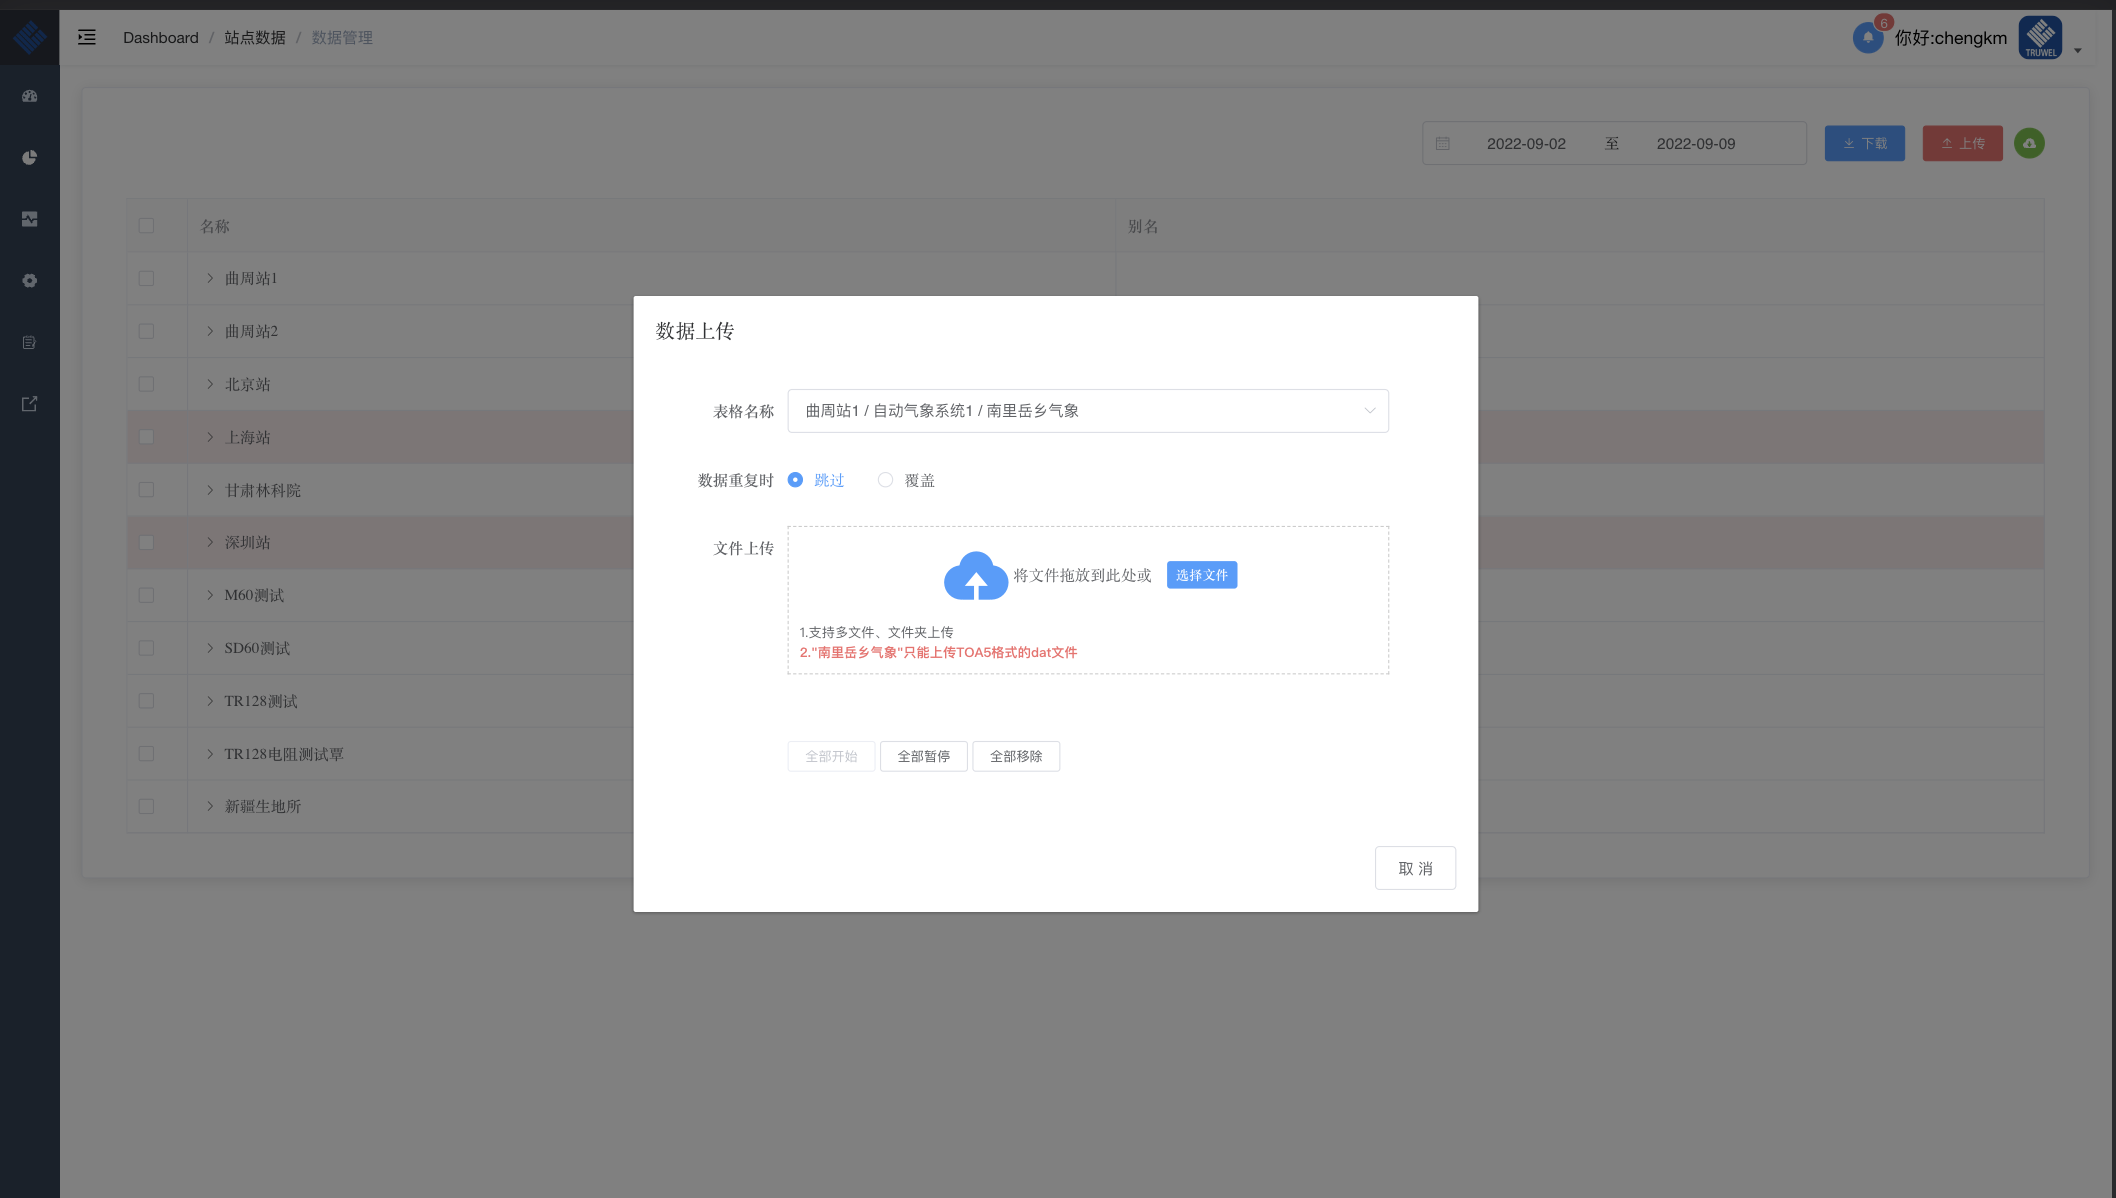 Dashboard / 站点数据 / 数据管理
6
你好:chengkm
TRUWEL
2022-09-02 至 2022-09-09
下载
上传
名称 别名
曲周站1
曲周站2
北京站
上海站
甘肃林科院
深圳站
M60测试
SD60测试
TR128测试
TR128电阻测试覃
新疆生地所
数据上传
表格名称 曲周站1 / 自动气象系统1 / 南里岳乡气象
数据重复时 跳过 覆盖
文件上传
将文件拖放到此处或 选择文件
1.支持多文件、文件夹上传
2."南里岳乡气象"只能上传TOA5格式的dat文件
全部开始 全部暂停 全部移除
取 消